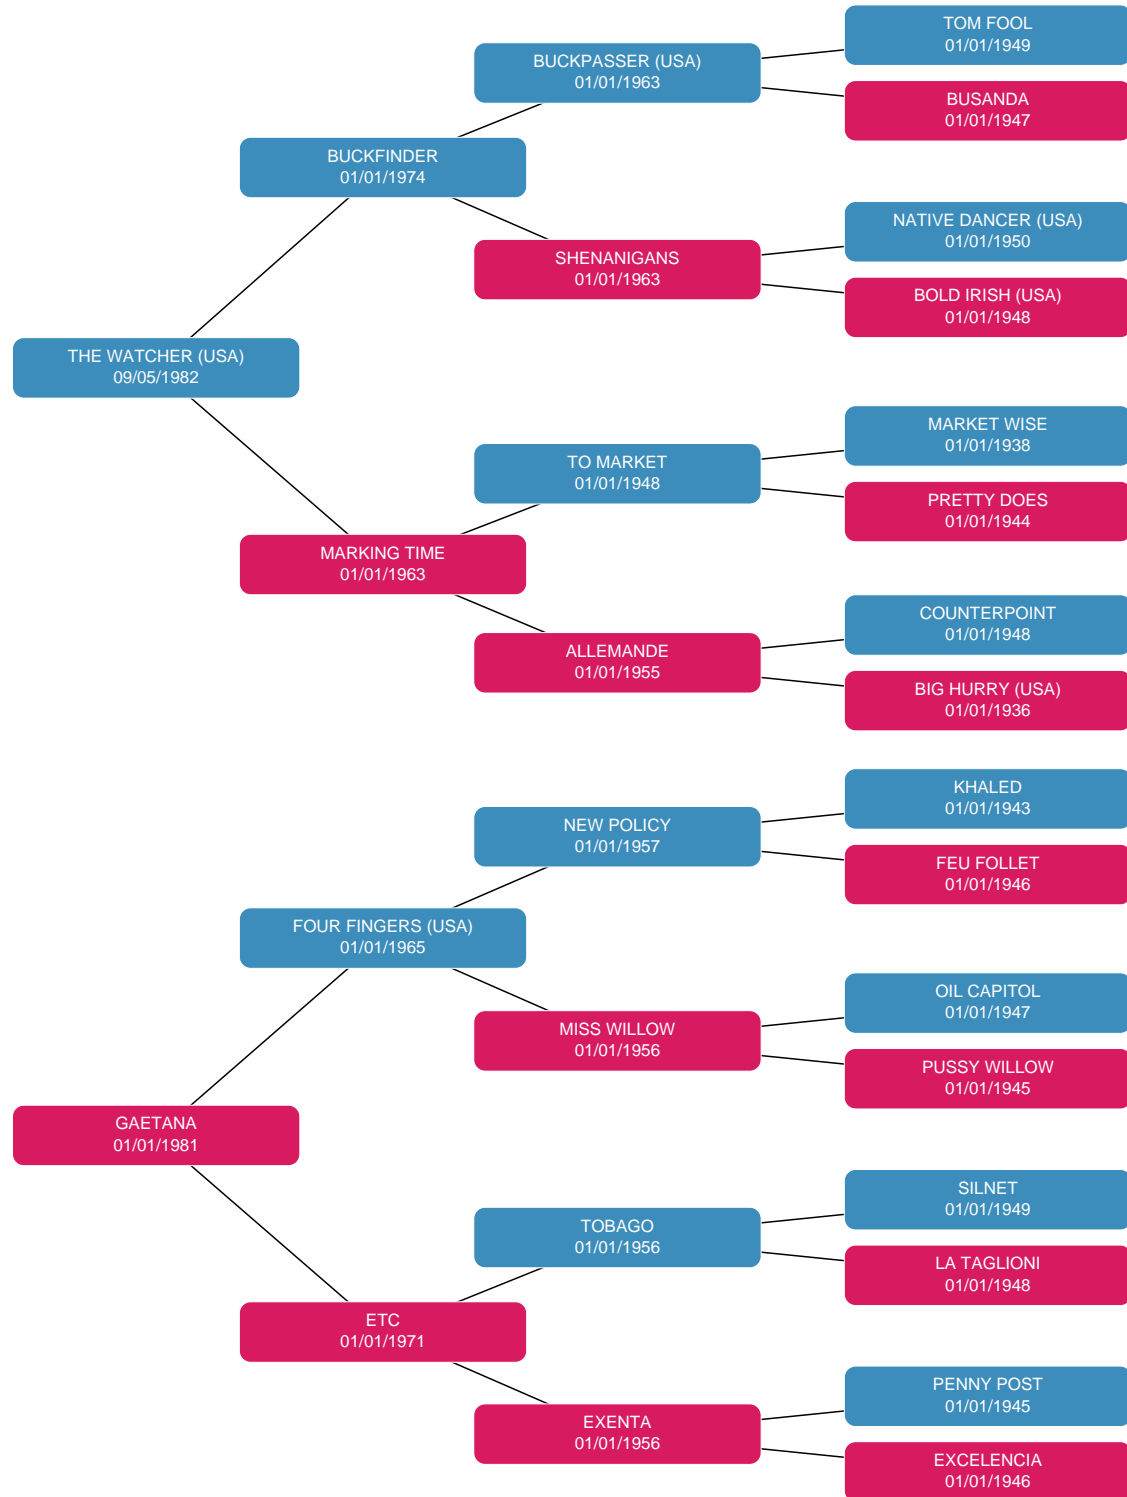 TOM FOOL
01/01/1949
BUCKPASSER (USA)
01/01/1963
BUSANDA
01/01/1947
BUCKFINDER
01/01/1974
NATIVE DANCER (USA)
01/01/1950
SHENANIGANS
01/01/1963
BOLD IRISH (USA)
01/01/1948
THE WATCHER (USA)
09/05/1982
MARKET WISE
01/01/1938
TO MARKET
01/01/1948
PRETTY DOES
01/01/1944
MARKING TIME
01/01/1963
COUNTERPOINT
01/01/1948
ALLEMANDE
01/01/1955
BIG HURRY (USA)
01/01/1936
KHALED
01/01/1943
NEW POLICY
01/01/1957
FEU FOLLET
01/01/1946
FOUR FINGERS (USA)
01/01/1965
OIL CAPITOL
01/01/1947
MISS WILLOW
01/01/1956
PUSSY WILLOW
01/01/1945
GAETANA
01/01/1981
SILNET
01/01/1949
TOBAGO
01/01/1956
LA TAGLIONI
01/01/1948
ETC
01/01/1971
PENNY POST
01/01/1945
EXENTA
01/01/1956
EXCELENCIA
01/01/1946